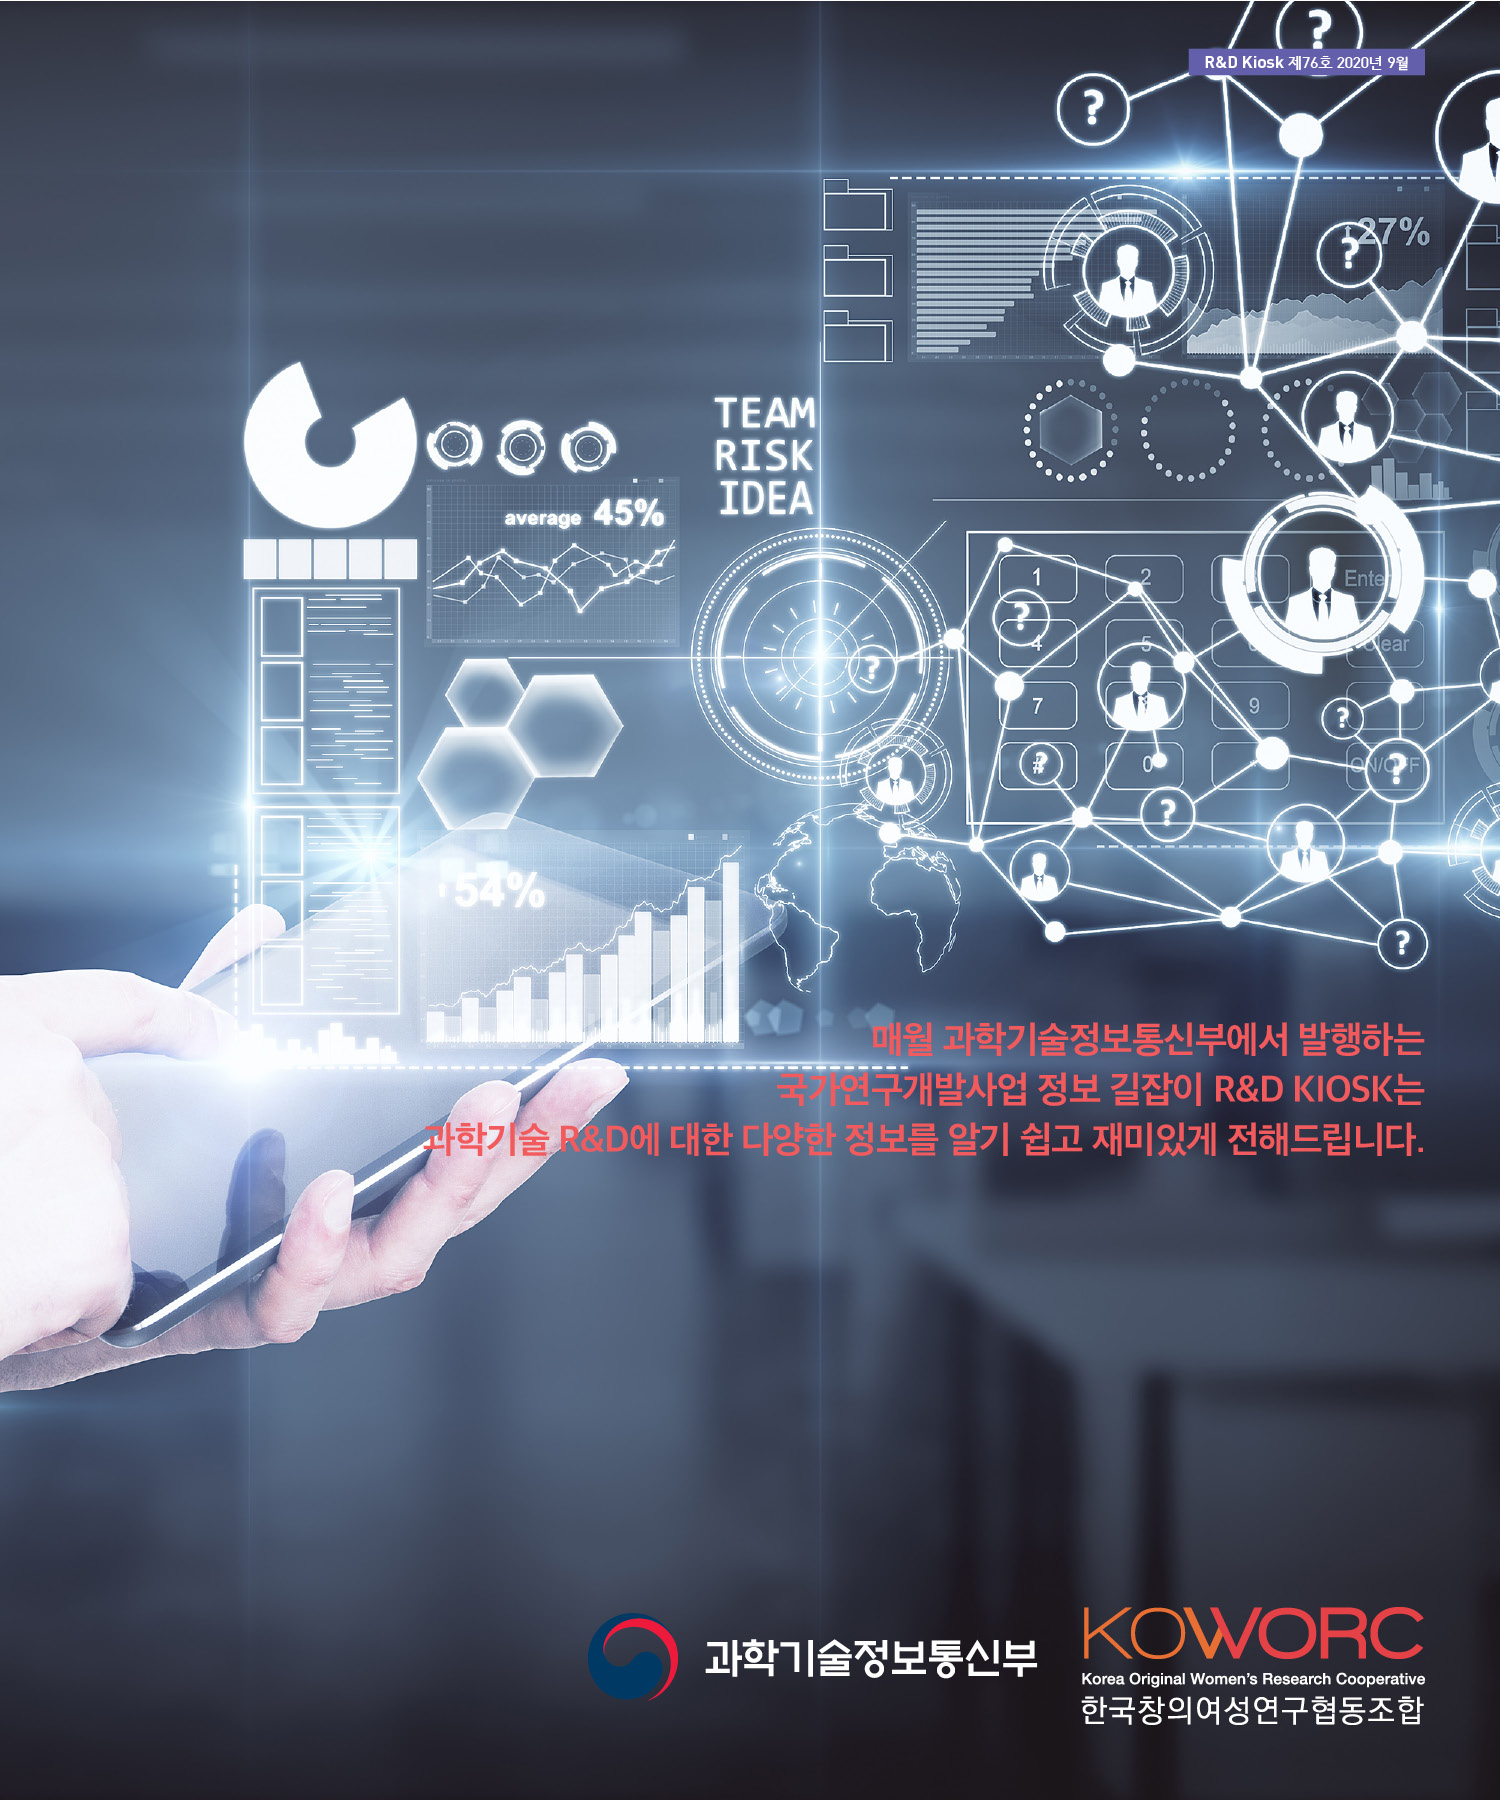 R&D Kiosk 제76호 2020년 9월
?
?
27%
?
TEAM
RISK
IDEA
average 45%
1
2
Enter
?
4
5
Clear
?
7
9
?
#
?
0
ON/OFF
?
?
54%
?
매월 과학기술정보통신부에서 발행하는
국가연구개발사업 정보 길잡이 R&D KIOSK는
과학기술 R&D에 대한 다양한 정보를 알기 쉽고 재미있게 전해드립니다.
과학기술정보통신부
KOWORC
Korea Original Women's Research Cooperative
한국창의여성연구협동조합